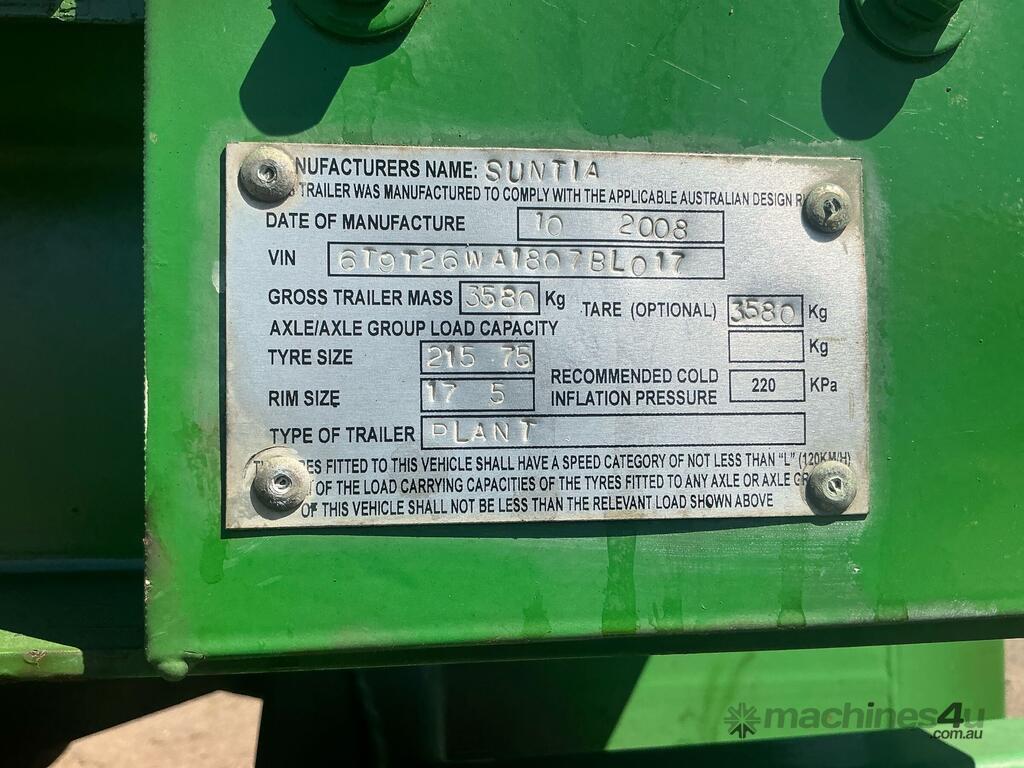 NUFACTURERS NAME: SUNTIA
TRAILER WAS MANUFACTURED TO COMPLY WITH THE APPLICABLE AUSTRALIAN DESIGN R
DATE OF MANUFACTURE 10 2008
VIN 6T9T26WA1807BL017
GROSS TRAILER MASS 3580 Kg TARE (OPTIONAL) 3580 Kg
AXLE/AXLE GROUP LOAD CAPACITY Kg
TYRE SIZE 215 75
RIM SIZE 17 5 RECOMMENDED COLD INFLATION PRESSURE 220 KPa
TYPE OF TRAILER PLANT
RES FITTED TO THIS VEHICLE SHALL HAVE A SPEED CATEGORY OF NOT LESS THAN "L" (120KM/H)
OF THE LOAD CARRYING CAPACITIES OF THE TYRES FITTED TO ANY AXLE OR AXLE GR
OF THIS VEHICLE SHALL NOT BE LESS THAN THE RELEVANT LOAD SHOWN ABOVE
machines4u
.com.au